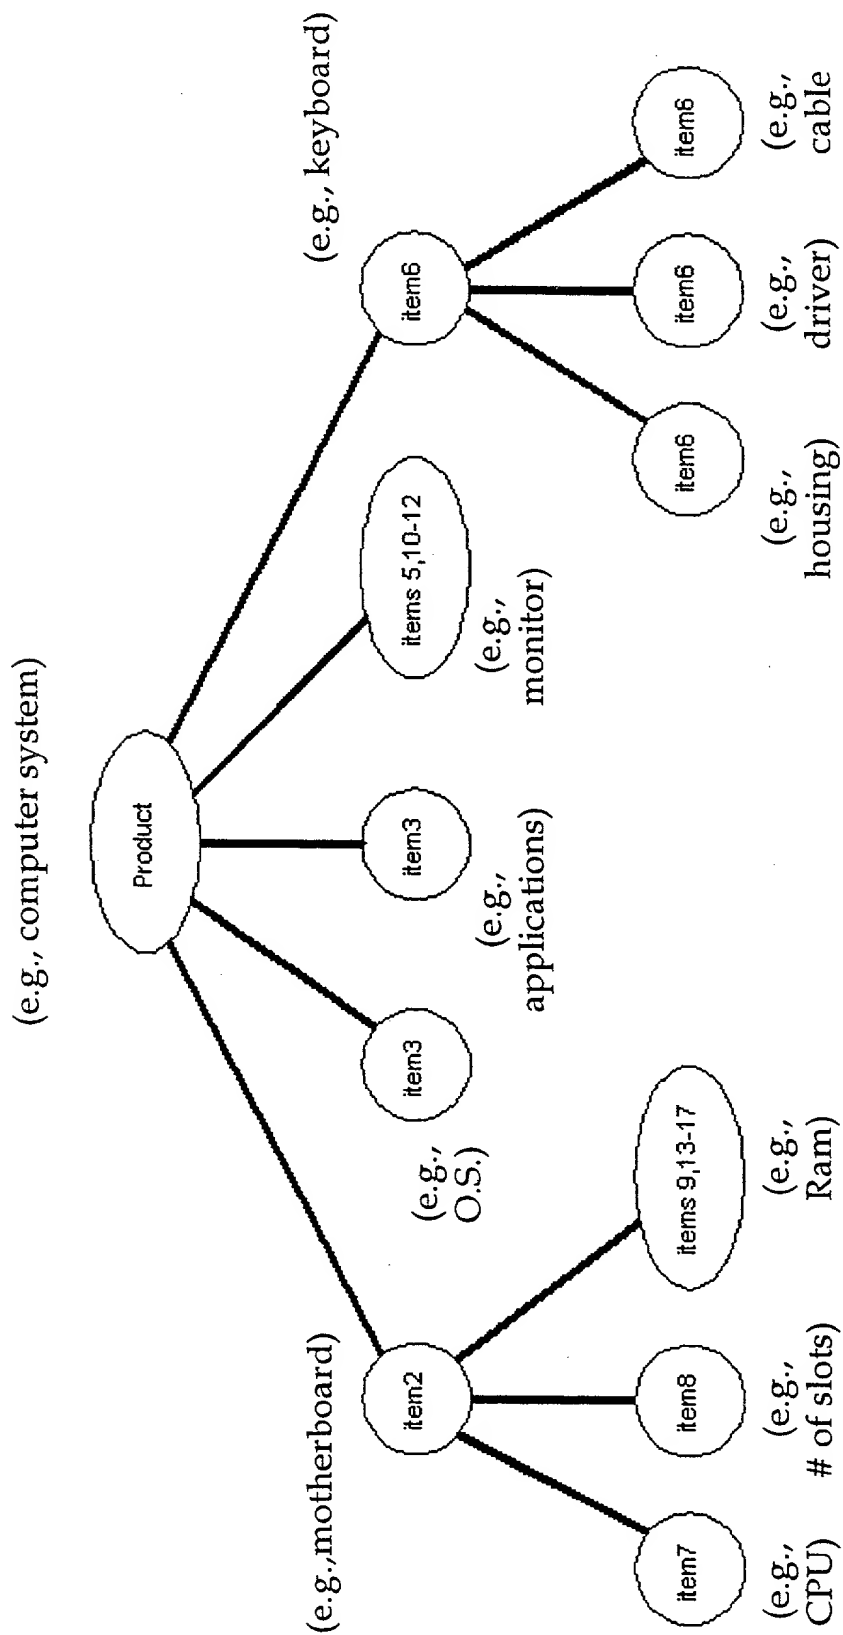 (e.g., computer system)
Product
(e.g.,motherboard)
(e.g., keyboard)
item2
item3
item3
items 5,10-12
item6
(e.g.,
O.S.)
(e.g.,
applications)
(e.g.,
monitor)
item7
item8
items 9,13-17
item6
item6
item6
(e.g.,
CPU)
(e.g.,
# of slots)
(e.g.,
Ram)
(e.g.,
housing)
(e.g.,
driver)
(e.g.,
cable